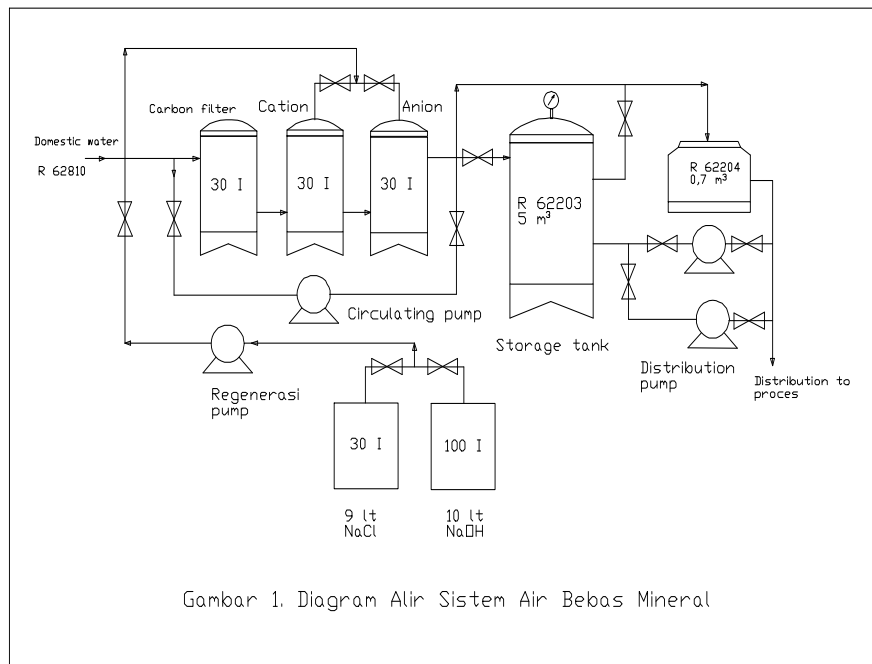 Carbon filter
Cation
Anion
Domestic water
R 62810
30 I
30 I
30 I
R 62203
5 m³
R 62204
0,7 m³
Circulating pump
Storage tank
Regenerasi
pump
Distribution
pump
Distribution to
proces
30 I
100 I
9 lt
NaCl
10 lt
Na□H
Gambar 1. Diagram Alir Sistem Air Bebas Mineral